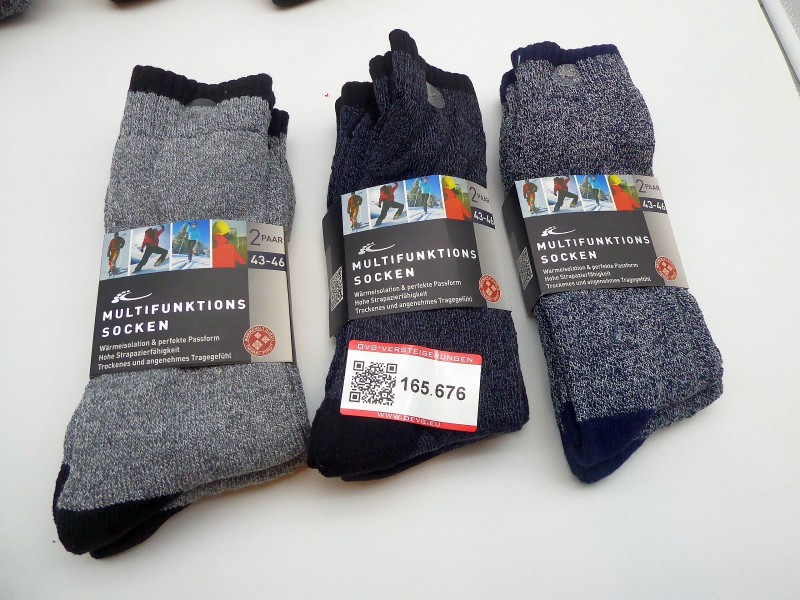 2 PAAR
43-46
MULTIFUNKTIONS
SOCKEN
Wärmeisolation & perfekte Passform
Hohe Strapazierfähigkeit
Trockenes und angenehmes Tragegefühl
2 PAAR
43-46
MULTIFUNKTIONS
SOCKEN
Wärmeisolation & perfekte Passform
Hohe Strapazierfähigkeit
Trockenes und angenehmes Tragegefühl
DVG-VERSTEIGERUNGEN
165.676
WWW.DEVG.EU
2 PAAR
43-46
MULTIFUNKTIONS
SOCKEN
Wärmeisolation & perfekte Passform
Hohe Strapazierfähigkeit
Trockenes und angenehmes Tragegefühl